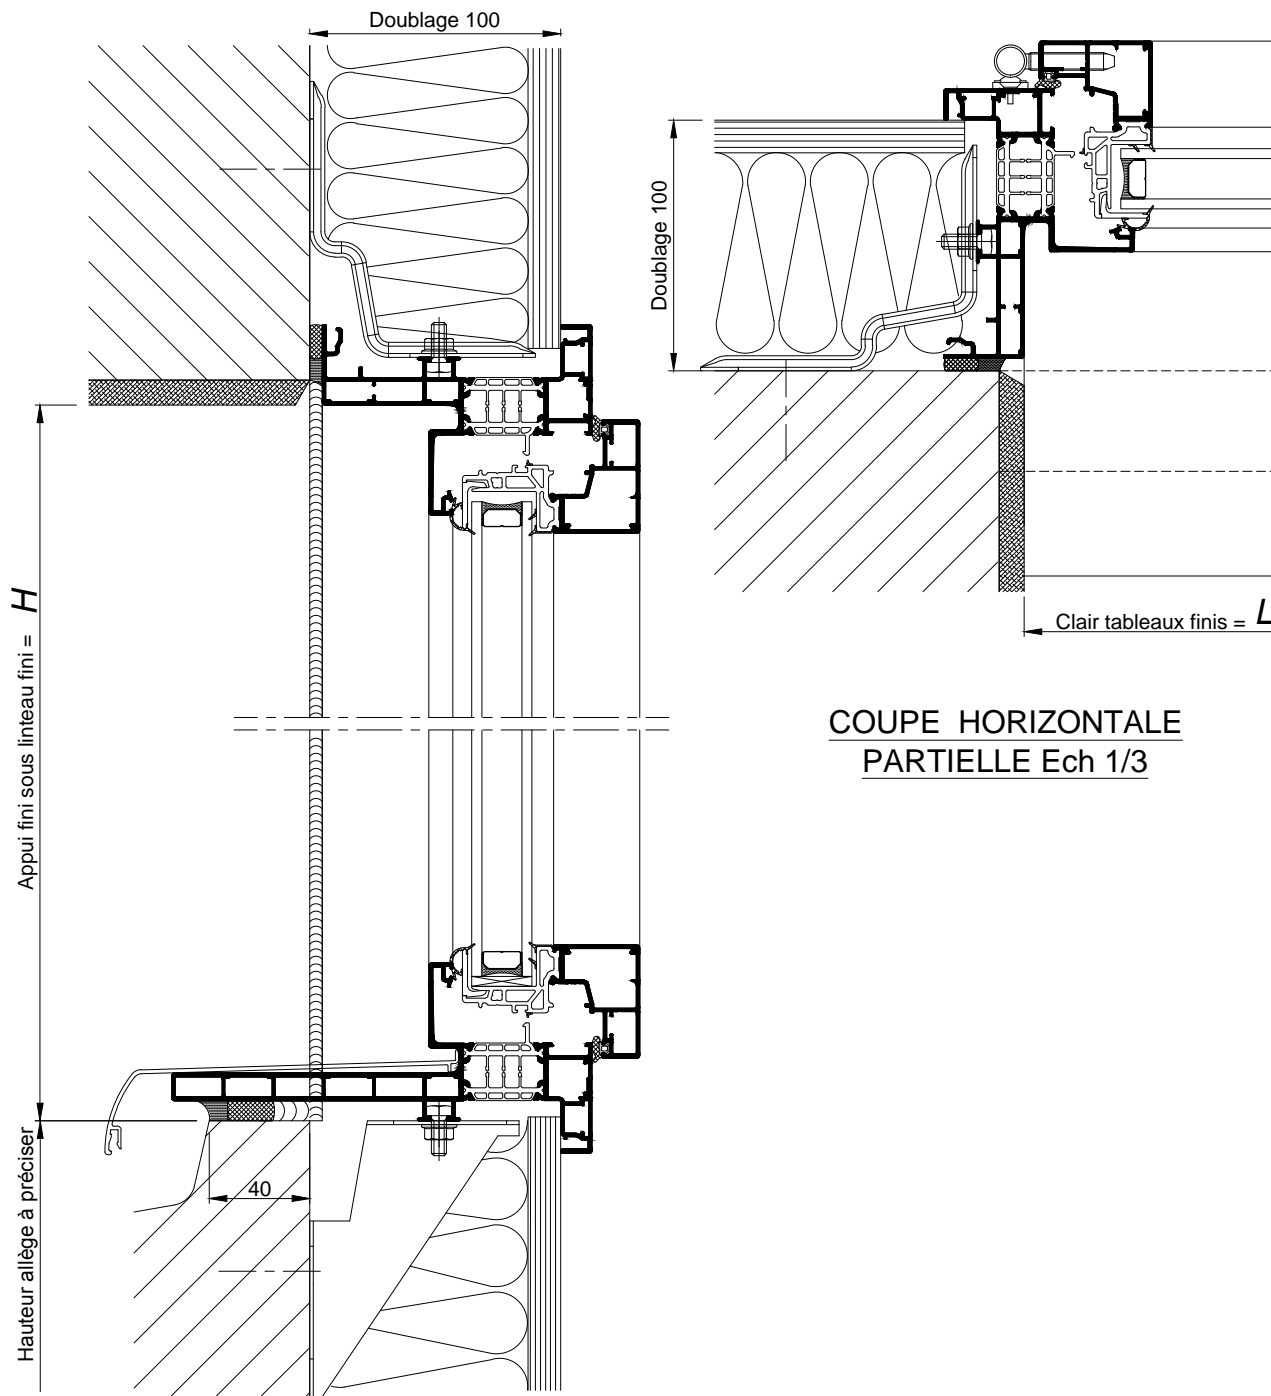 Doublage 100
Doublage 100
Appui fini sous linteau fini = H
Clair tableaux finis = L
COUPE HORIZONTALE
PARTIELLE Ech 1/3
40
Hauteur allège à préciser